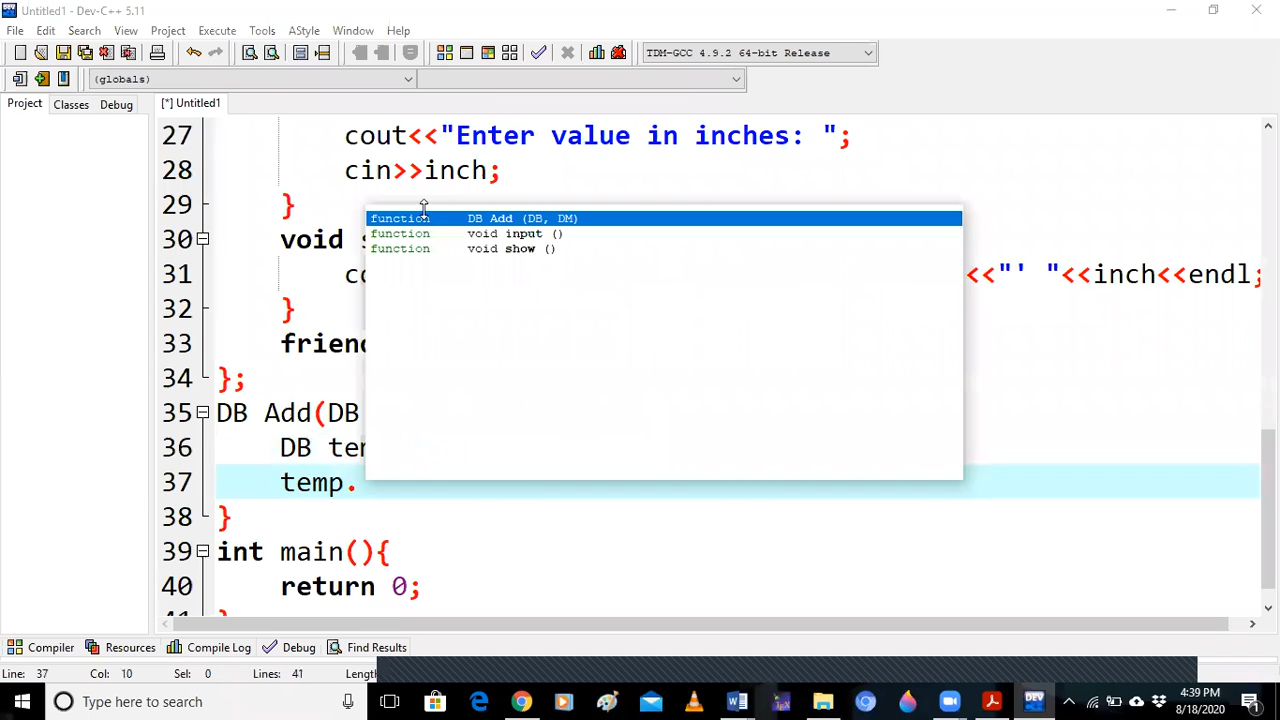 Untitled1 - Dev-C++ 5.11
File Edit Search View Project Execute Tools AStyle Window Help
TDM-GCC 4.9.2 64-bit Release
(globals)
Project Classes Debug [*] Untitled1
27 cout<<"Enter value in inches: ";
28 cin>>inch;
29 }
function DB Add (DB, DM)
30 void
function void input ()
function void show ()
31 <<"' "<<inch<<endl;
32 }
33 friend
34 };
35 DB Add(DB
36 DB
37 temp.
38 }
39 int main(){
40 return 0;
Compiler Resources Compile Log Debug Find Results
Line: 37 Col: 10 Sel: 0 Lines: 41 Length
Type here to search
DEV
4:39 PM
8/18/2020
1